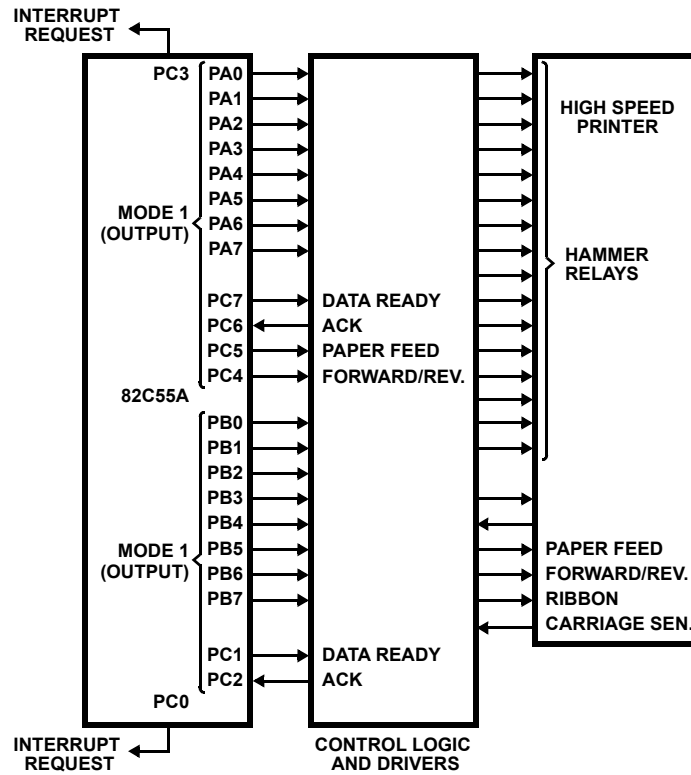 INTERRUPT
REQUEST
PC3
PA0
PA1
PA2
PA3
PA4
PA5
PA6
PA7
MODE 1
(OUTPUT)
PC7
PC6
PC5
PC4
82C55A
PB0
PB1
PB2
PB3
PB4
PB5
PB6
PB7
MODE 1
(OUTPUT)
PC1
PC2
PC0
INTERRUPT
REQUEST
DATA READY
ACK
PAPER FEED
FORWARD/REV.
DATA READY
ACK
CONTROL LOGIC
AND DRIVERS
HIGH SPEED
PRINTER
HAMMER
RELAYS
PAPER FEED
FORWARD/REV.
RIBBON
CARRIAGE SEN.